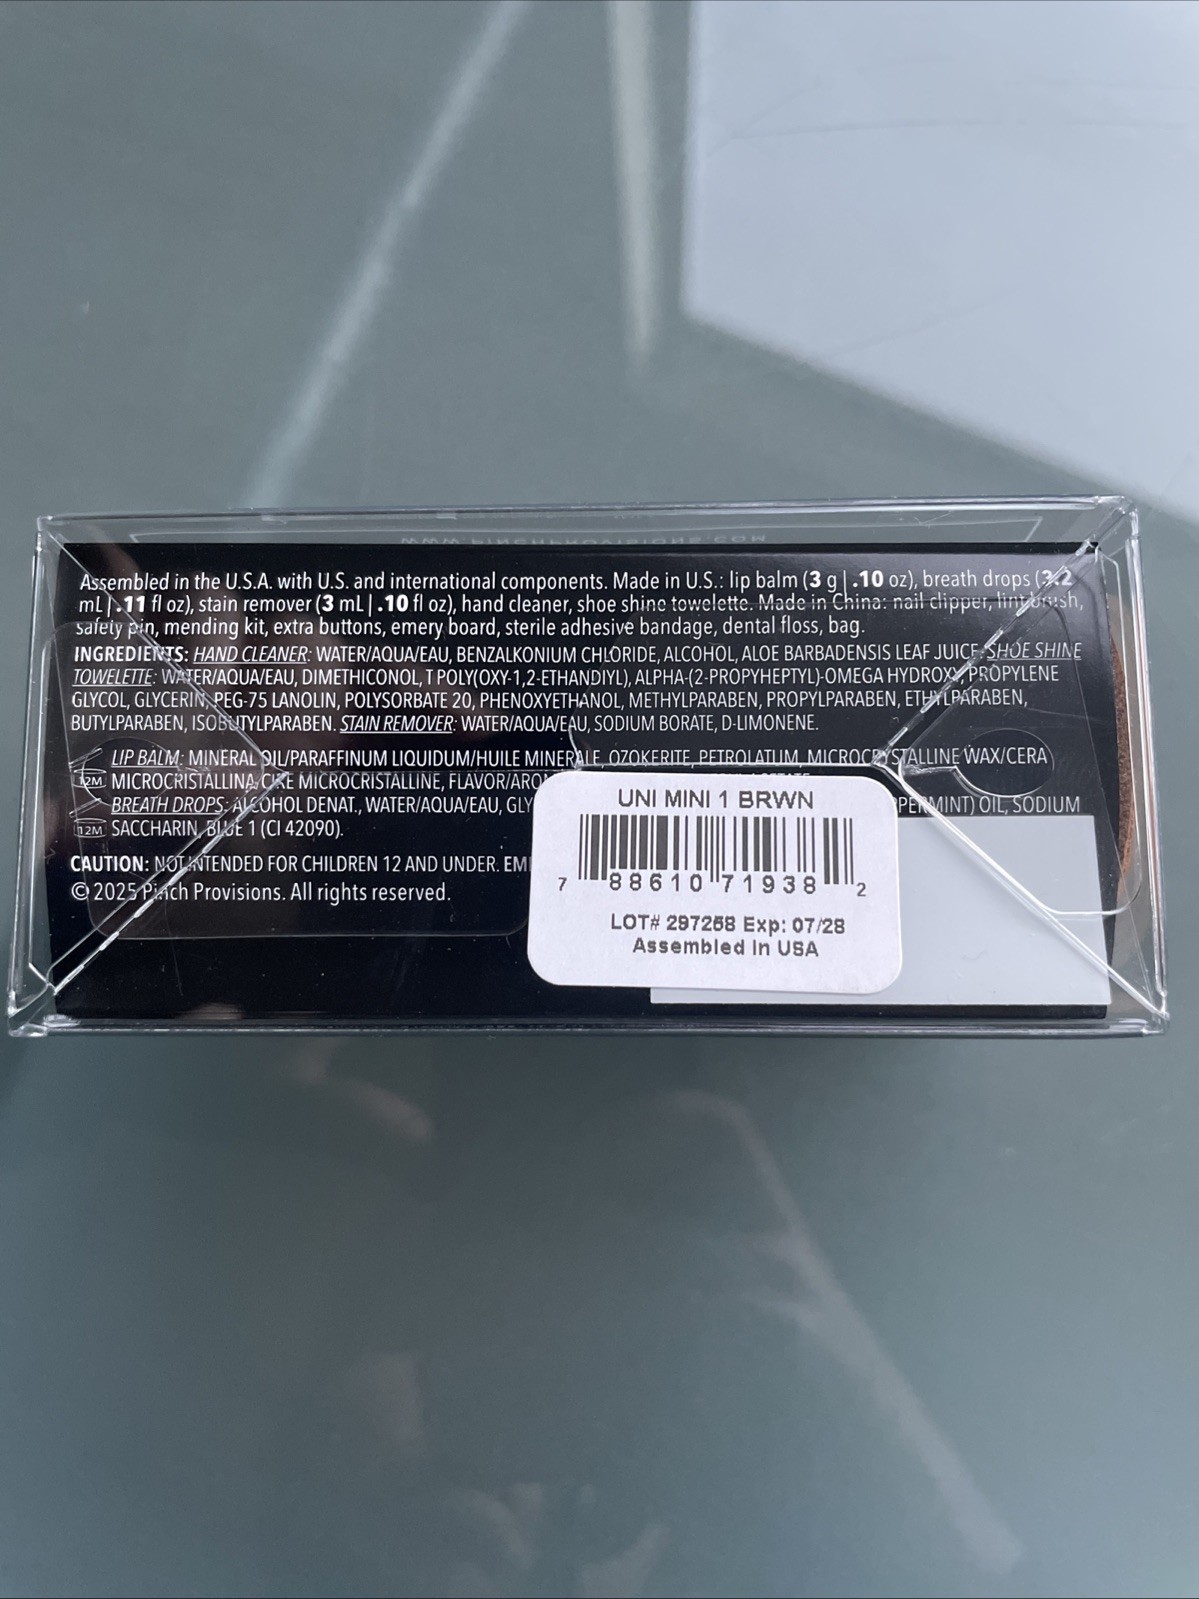 WWW.PINCHPROVISIONS.COM
Assembled in the U.S.A. with U.S. and international components. Made in U.S.: lip balm (3 g | .10 oz), breath drops (3.2
mL | .11 fl oz), stain remover (3 mL | .10 fl oz), hand cleaner, shoe shine towelette. Made in China: nail clipper, lint brush,
safety pin, mending kit, extra buttons, emery board, sterile adhesive bandage, dental floss, bag.
INGREDIENTS: HAND CLEANER: WATER/AQUA/EAU, BENZALKONIUM CHLORIDE, ALCOHOL, ALOE BARBADENSIS LEAF JUICE. SHOE SHINE
TOWELETTE: WATER/AQUA/EAU, DIMETHICONOL, T POLY(OXY-1,2-ETHANDIYL), ALPHA-(2-PROPYHEPTYL)-OMEGA HYDROXY, PROPYLENE
GLYCOL, GLYCERIN, PEG-75 LANOLIN, POLYSORBATE 20, PHENOXYETHANOL, METHYLPARABEN, PROPYLPARABEN, ETHYLPARABEN,
BUTYLPARABEN, ISOBUTYLPARABEN. STAIN REMOVER: WATER/AQUA/EAU, SODIUM BORATE, D-LIMONENE.
LIP BALM: MINERAL OIL/PARAFFINUM LIQUIDUM/HUILE MINERALE, OZOKERITE, PETROLATUM, MICROCRYSTALLINE WAX/CERA
12M MICROCRISTALLINA/CIRE MICROCRISTALLINE,
BREATH DROPS: ALCOHOL DENAT., WATER/AQUA/EAU, OIL, SODIUM
12M SACCHARIN, BLUE 1 (CI 42090).
CAUTION: NOT INTENDED FOR CHILDREN 12 AND UNDER.
© 2025 Pinch Provisions. All rights reserved.
UNI MINI 1 BRWN
7 88610 71938 2
LOT# 297268 Exp: 07/28
Assembled In USA